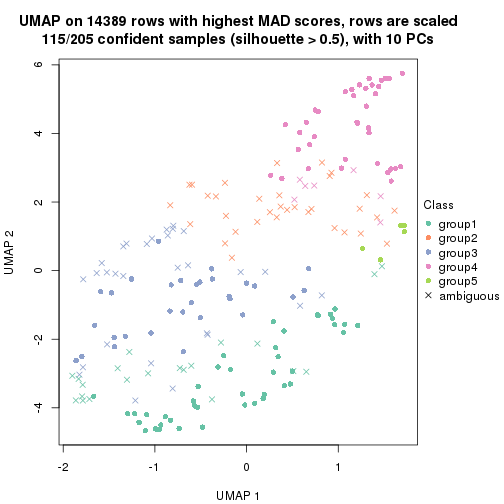 UMAP on 14389 rows with highest MAD scores, rows are scaled
115/205 confident samples (silhouette > 0.5), with 10 PCs
6
4
2
0
-2
-4
UMAP 2
-2
-1
0
1
UMAP 1
Class
group1
group2
group3
group4
group5
ambiguous